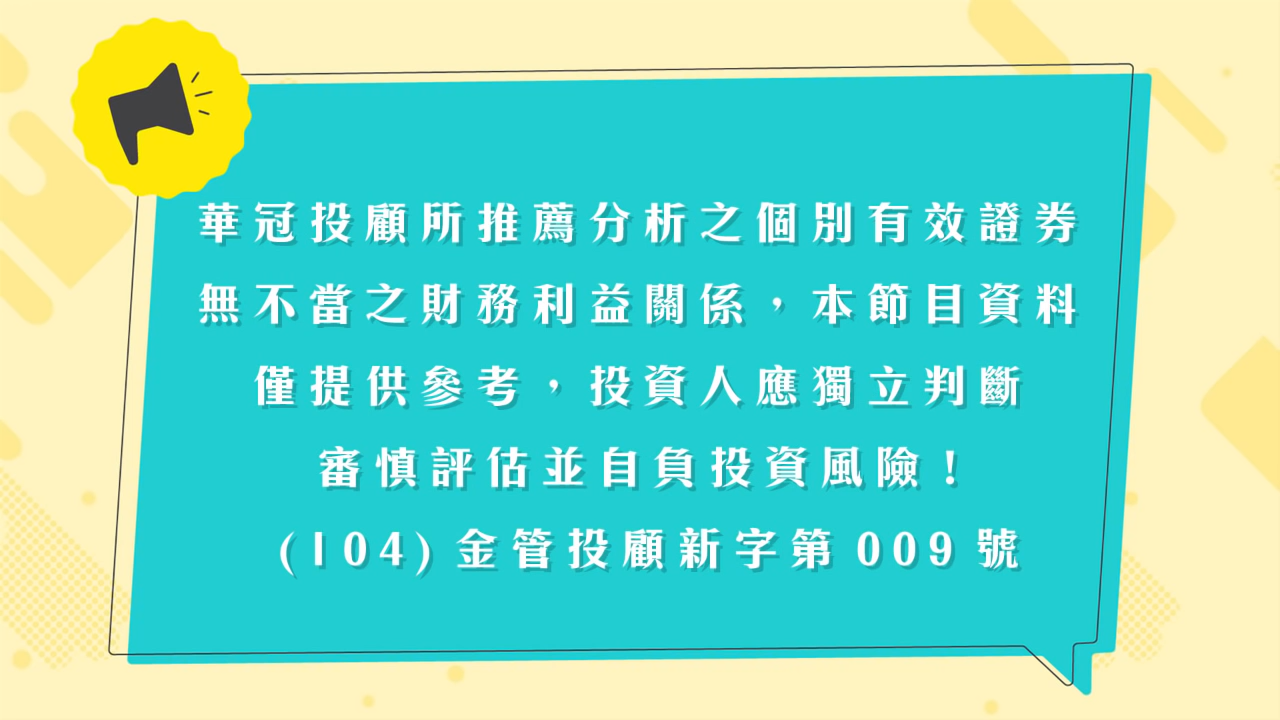 華冠投顧所推薦分析之個別有效證券
無不當之財務利益關係，本節目資料
僅提供參考，投資人應獨立判斷
審慎評估並自負投資風險！
(104) 金管投顧新字第 009 號